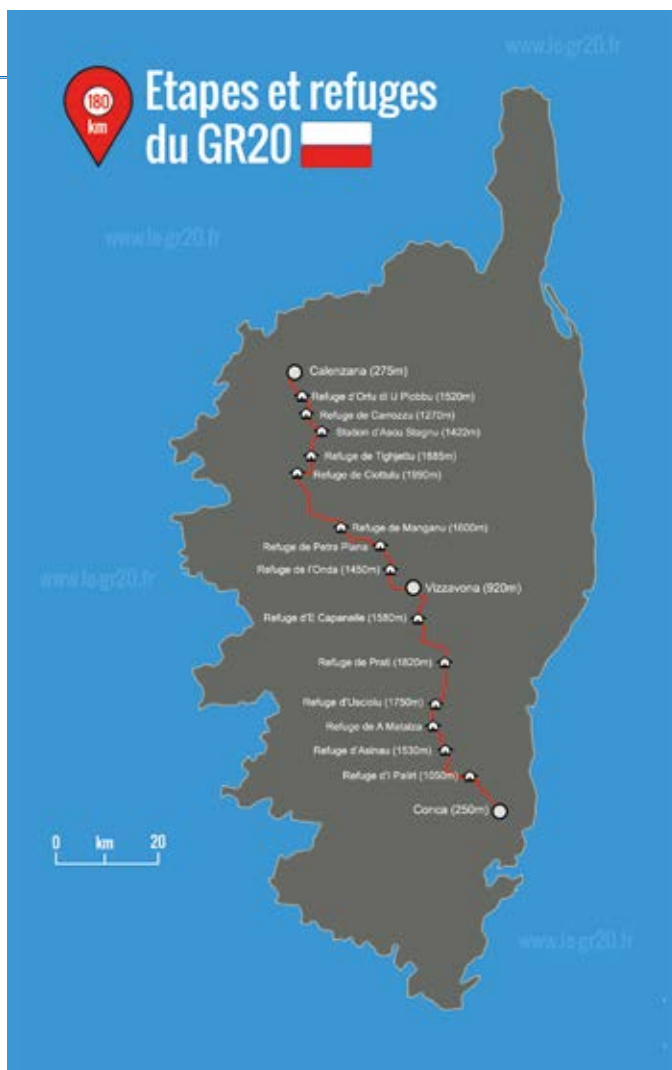 www.le-gr20.fr
180
km
Etapes et refuges
du GR20
www.le-gr20.fr
Calenzana (275m)
Refuge d'Ortu di U Piobbu (1520m)
Refuge de Carrozzu (1270m)
Station d'Ascu Stagnu (1422m)
Refuge de Tighjettu (1685m)
Refuge de Ciottulu (1990m)
Refuge de Manganu (1600m)
Refuge de Petra Piana
Refuge de l'Onda (1450m)
www.le-gr20.fr
Vizzavona (920m)
Refuge d'E Capanelle (1580m)
Refuge de Prati (1820m)
Refuge d'Usciolu (1750m)
Refuge de A Matalza
Refuge d'Asinau (1530m)
Refuge d'I Paliri (1050m)
Conca (250m)
0 km 20
www.le-gr20.fr